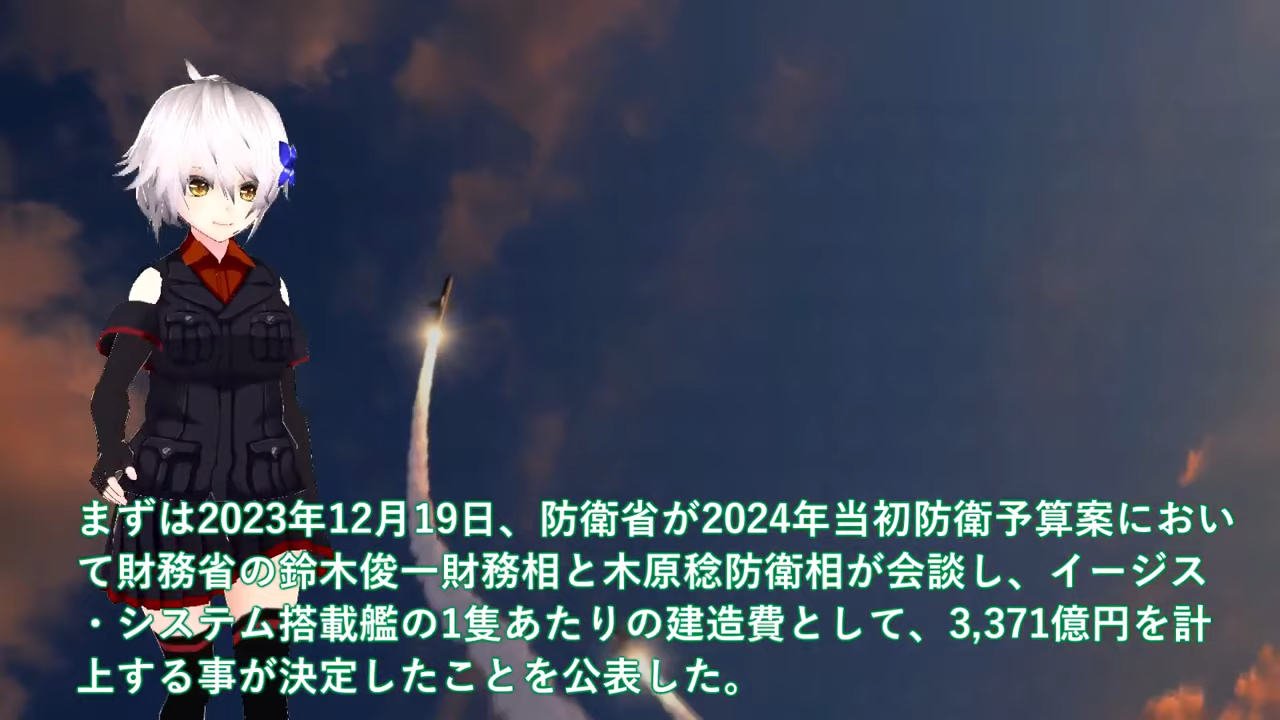 まずは2023年12月19日、防衛省が2024年当初防衛予算案におい
て財務省の鈴木俊一財務相と木原稔防衛相が会談し、イージス
・システム搭載艦の1隻あたりの建造費として、3,371億円を計
上する事が決定したことを公表した。